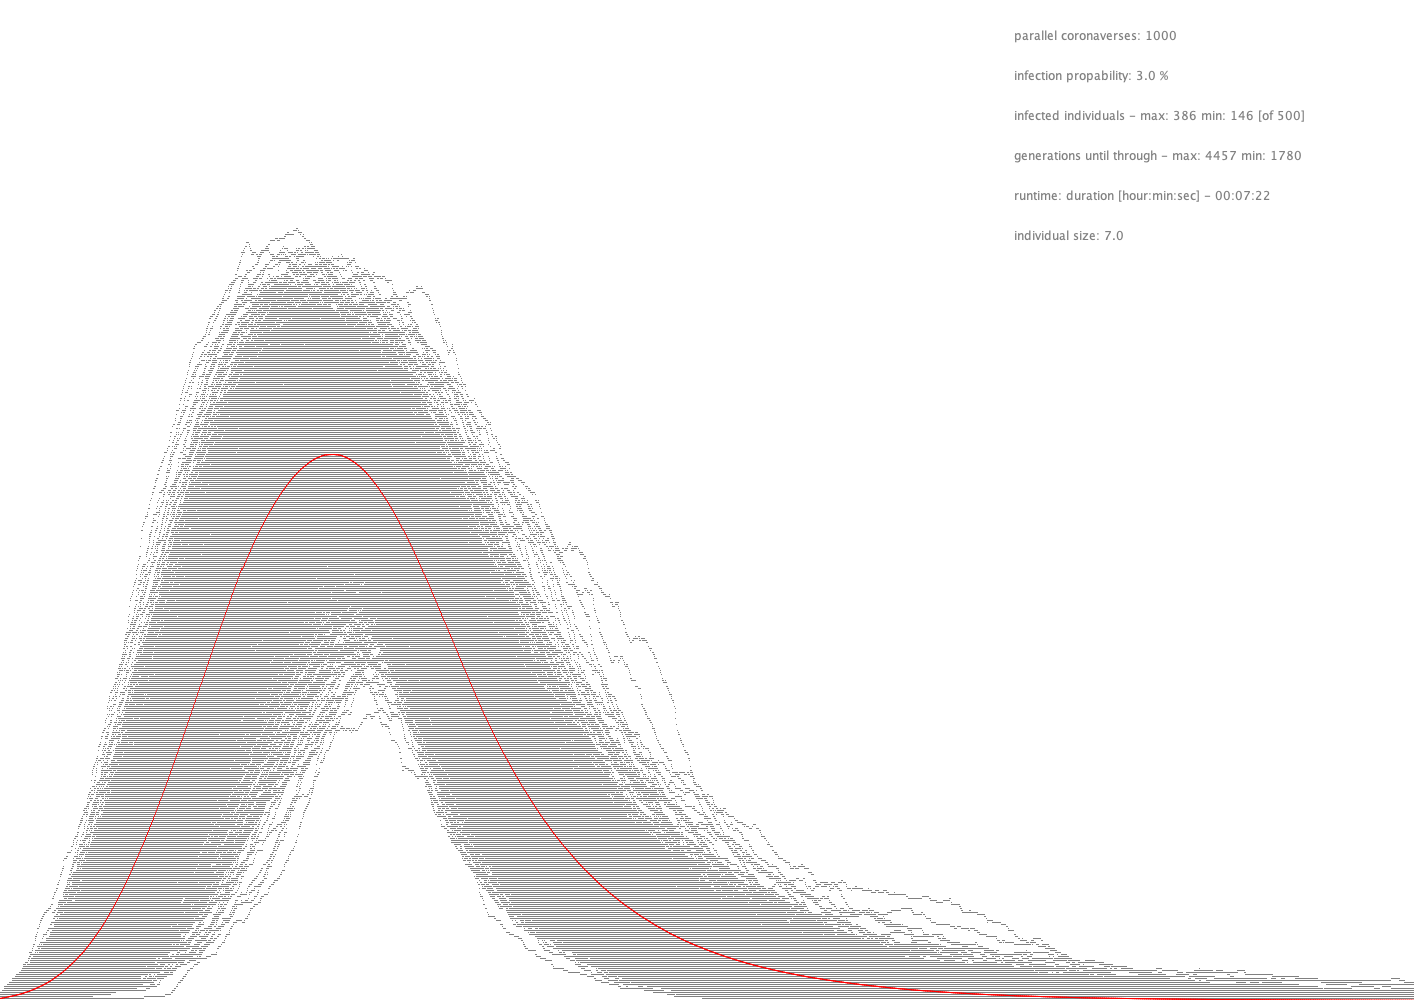 parallel coronaverses: 1000
infection propability: 3.0 %
infected individuals – max: 386 min: 146 [of 500]
generations until through – max: 4457 min: 1780
runtime: duration [hour:min:sec] – 00:07:22
individual size: 7.0